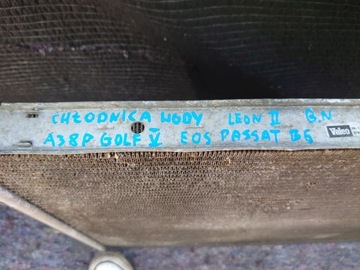 CHŁODNICA WODY LEON II B.N
A38P GOLF V EOS PASSAT B6
Valeo